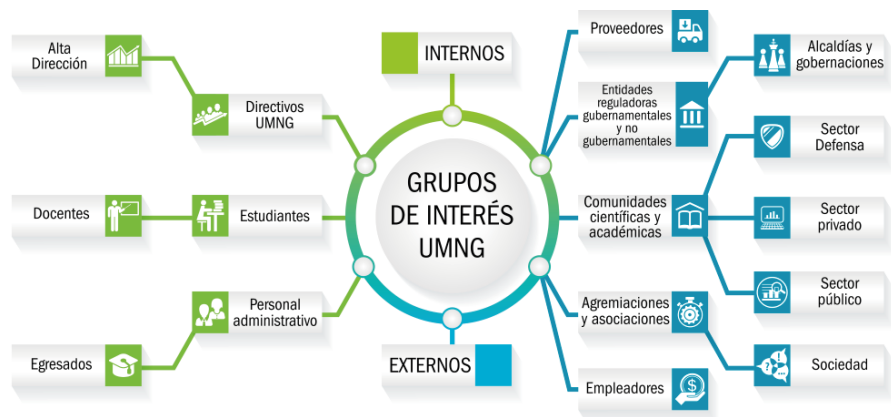 Alta
Dirección
Directivos
UMNG
Docentes
Estudiantes
Personal
administrativo
Egresados
INTERNOS
GRUPOS
DE INTERÉS
UMNG
EXTERNOS
Proveedores
Entidades
reguladoras
gubernamentales
y no
gubernamentales
Comunidades
científicas y
académicas
Agremiaciones
y asociaciones
Empleadores
Alcaldías y
gobernaciones
Sector
Defensa
Sector
privado
Sector
público
Sociedad